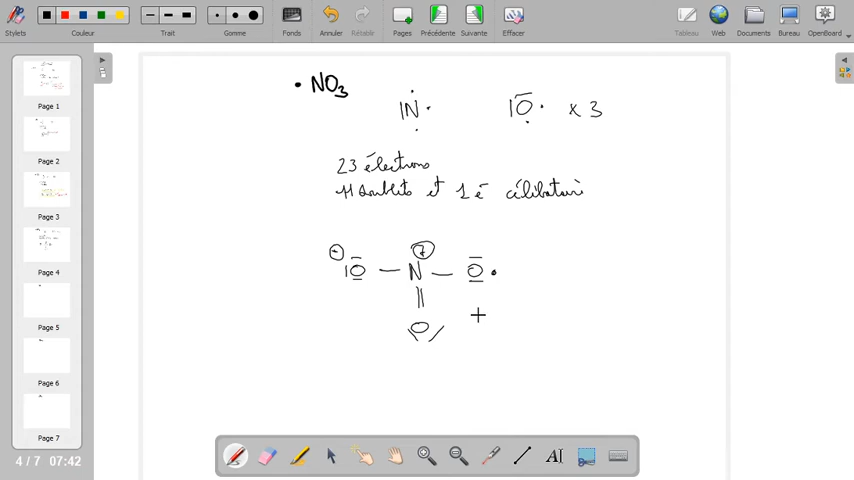 Stylets
Couleur
Trait
Gomme
Fonds
Annuler
Rétablir
Pages
Précédente
Suivante
Effacer
Tableau
Web
Documents
Bureau
OpenBoard
Page 1
Page 2
Page 3
Page 4
Page 5
Page 6
Page 7
4 / 7 07:42
• NO3
|N• |O• x 3
23 électrons
11 doublets et 1 é célibataire
|O — N — O •
O